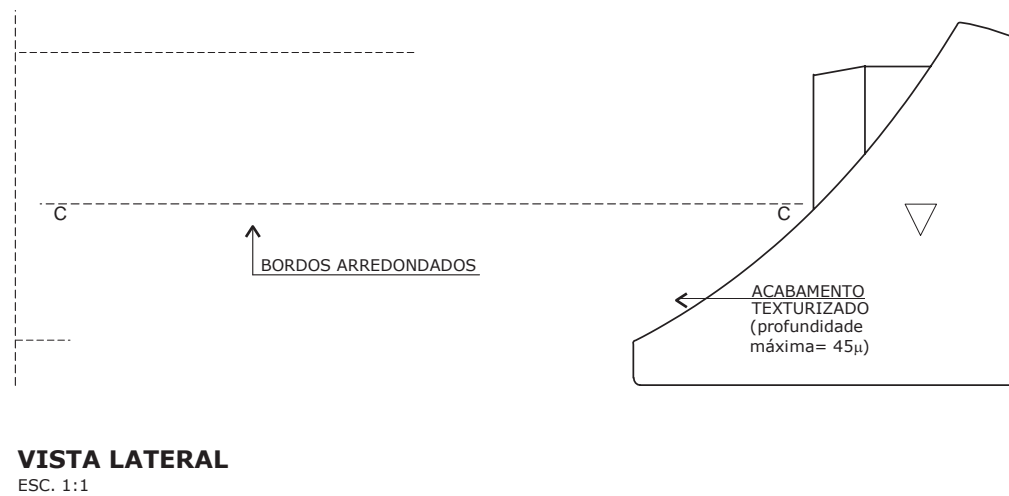 C
C
BORDOS ARREDONDADOS
ACABAMENTO
TEXTURIZADO
(profundidade
máxima= 45μ)
VISTA LATERAL
ESC. 1:1